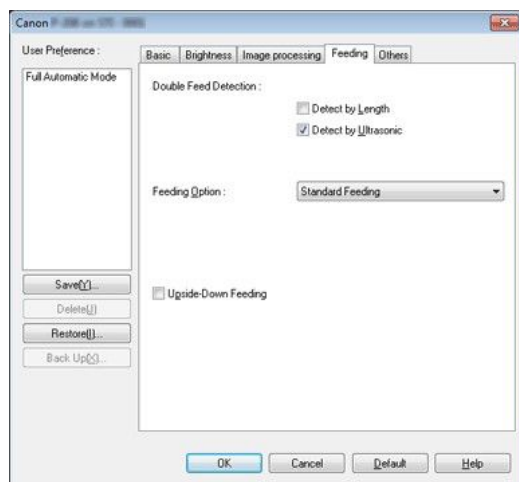 Canon
User Preference :
Full Automatic Mode
Save(Y)...
Delete(J)
Restore(I)...
Back Up(X)...
Basic Brightness Image processing Feeding Others
Double Feed Detection :
Detect by Length
Detect by Ultrasonic
Feeding Option : Standard Feeding
Upside-Down Feeding
OK Cancel Default Help